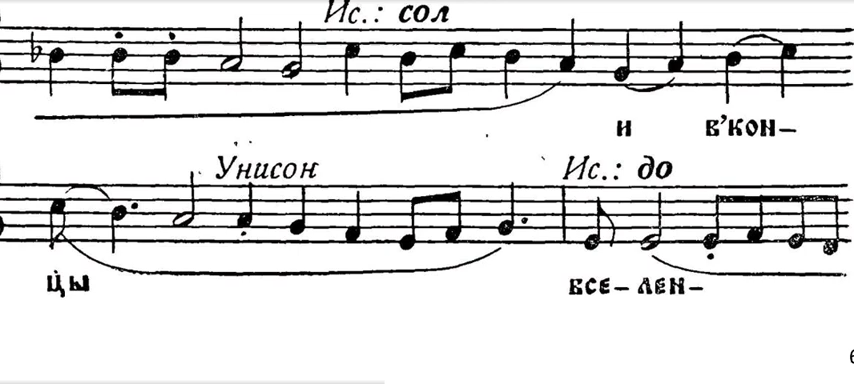 Ис.: сол
и в'кон-
Унисон Ис.: до
цы все-лен-